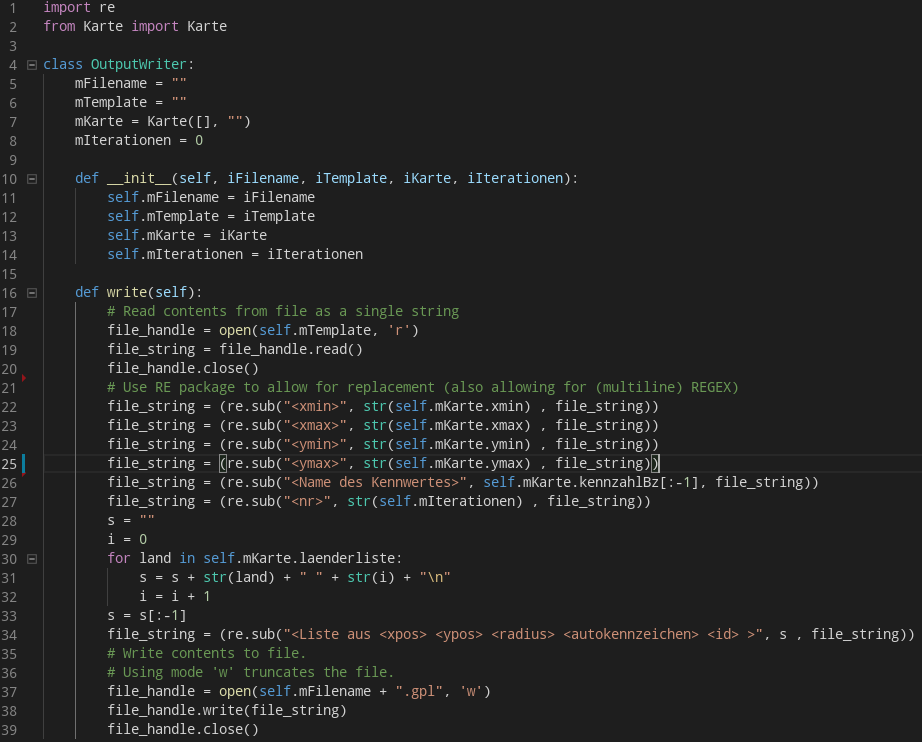 1 import re
2 from Karte import Karte
3
4 class OutputWriter:
5     mFilename = ""
6     mTemplate = ""
7     mKarte = Karte([], "")
8     mIterationen = 0
9
10     def __init__(self, iFilename, iTemplate, iKarte, iIterationen):
11         self.mFilename = iFilename
12         self.mTemplate = iTemplate
13         self.mKarte = iKarte
14         self.mIterationen = iIterationen
15
16     def write(self):
17         # Read contents from file as a single string
18         file_handle = open(self.mTemplate, 'r')
19         file_string = file_handle.read()
20         file_handle.close()
21         # Use RE package to allow for replacement (also allowing for (multiline) REGEX)
22         file_string = (re.sub("<xmin>", str(self.mKarte.xmin) , file_string))
23         file_string = (re.sub("<xmax>", str(self.mKarte.xmax) , file_string))
24         file_string = (re.sub("<ymin>", str(self.mKarte.ymin) , file_string))
25         file_string = (re.sub("<ymax>", str(self.mKarte.ymax) , file_string))
26         file_string = (re.sub("<Name des Kennwertes>", self.mKarte.kennzahlBz[:-1], file_string))
27         file_string = (re.sub("<nr>", str(self.mIterationen) , file_string))
28         s = ""
29         i = 0
30         for land in self.mKarte.laenderliste:
31             s = s + str(land) + " " + str(i) + "\n"
32             i = i + 1
33         s = s[:-1]
34         file_string = (re.sub("<Liste aus <xpos> <ypos> <radius> <autokennzeichen> <id> >", s , file_string))
35         # Write contents to file.
36         # Using mode 'w' truncates the file.
37         file_handle = open(self.mFilename + ".gpl", 'w')
38         file_handle.write(file_string)
39         file_handle.close()